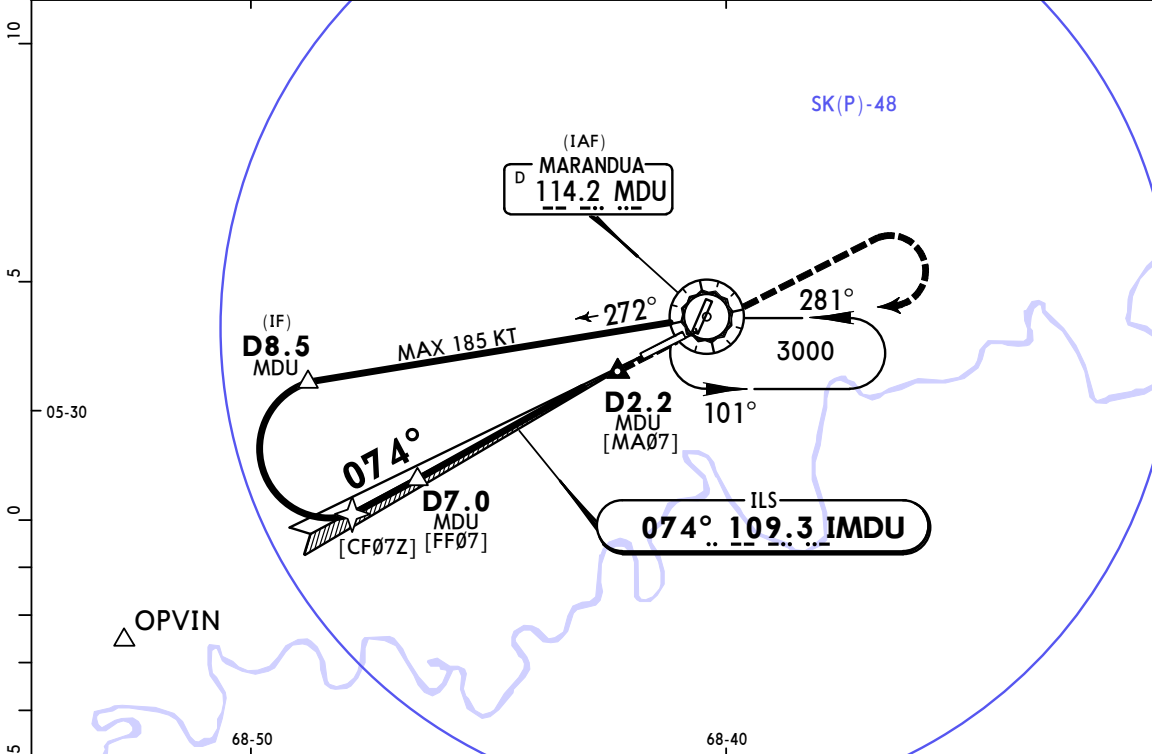 10
SK(P)-48
(IAF)
MARANDUA
D 114.2 MDU
5
281°
←272°
(IF)
D8.5
MDU
MAX 185 KT
3000
D2.2
MDU
[MAØ7]
101°
05-30
074°
D7.0
MDU
[FFØ7]
[CFØ7Z]
ILS
074° 109.3 IMDU
0
OPVIN
68-50
68-40
5